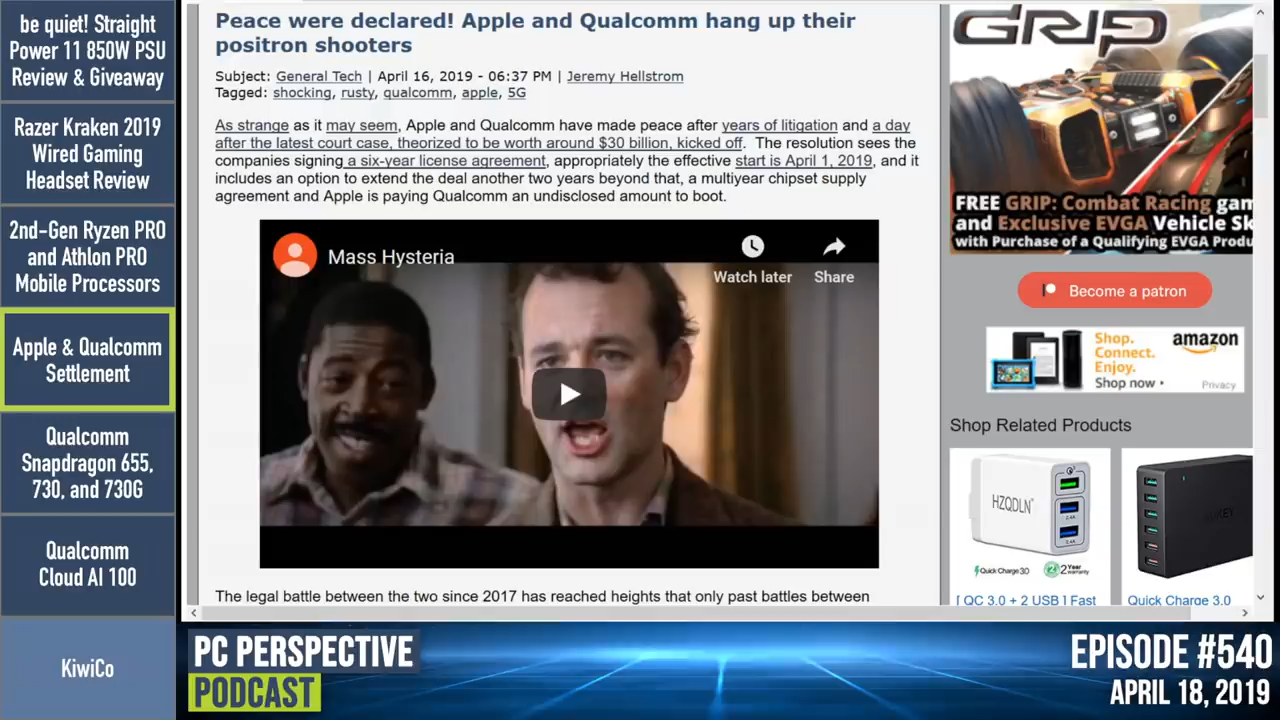 be quiet! Straight
Power 11 850W PSU
Review & Giveaway
Razer Kraken 2019
Wired Gaming
Headset Review
2nd-Gen Ryzen PRO
and Athlon PRO
Mobile Processors
Apple & Qualcomm
Settlement
Qualcomm
Snapdragon 655,
730, and 730G
Qualcomm
Cloud AI 100
KiwiCo
Peace were declared! Apple and Qualcomm hang up their
positron shooters
Subject: General Tech | April 16, 2019 - 06:37 PM | Jeremy Hellstrom
Tagged: shocking, rusty, qualcomm, apple, 5G
As strange as it may seem, Apple and Qualcomm have made peace after years of litigation and a day
after the latest court case, theorized to be worth around $30 billion, kicked off. The resolution sees the
companies signing a six-year license agreement, appropriately the effective start is April 1, 2019, and it
includes an option to extend the deal another two years beyond that, a multiyear chipset supply
agreement and Apple is paying Qualcomm an undisclosed amount to boot.
Mass Hysteria
Watch later
Share
The legal battle between the two since 2017 has reached heights that only past battles between
GRIP
FREE GRIP: Combat Racing gam
and Exclusive EVGA Vehicle Sk
with Purchase of a Qualifying EVGA Produ
Become a patron
Shop.
Connect.
Enjoy.
Shop now
amazon
Privacy
Shop Related Products
HZQDLN
Quick Charge 3.0
2 Year
warranty
AUKEY
[ QC 3.0 + 2 USB ] Fast
Quick Charge 3.0
PC PERSPECTIVE
PODCAST
EPISODE #540
APRIL 18, 2019